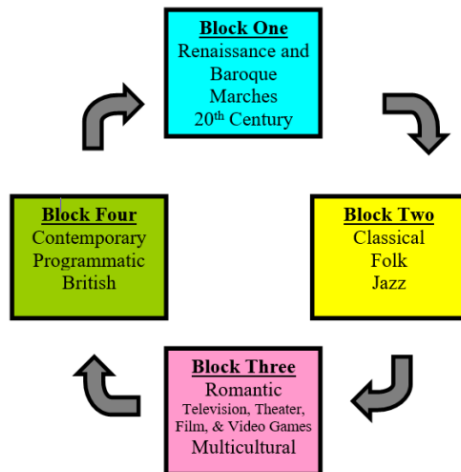 Block One
Renaissance and
Baroque
Marches
20th Century
Block Two
Classical
Folk
Jazz
Block Three
Romantic
Television, Theater,
Film, & Video Games
Multicultural
Block Four
Contemporary
Programmatic
British